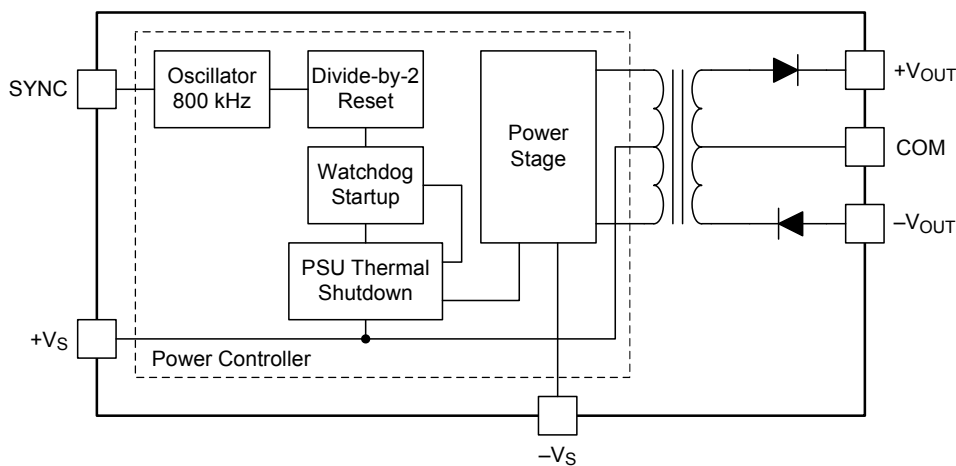 SYNC
Oscillator
800 kHz
Divide-by-2
Reset
Power
Stage
+VOUT
COM
–VOUT
Watchdog
Startup
PSU Thermal
Shutdown
+VS
Power Controller
–VS